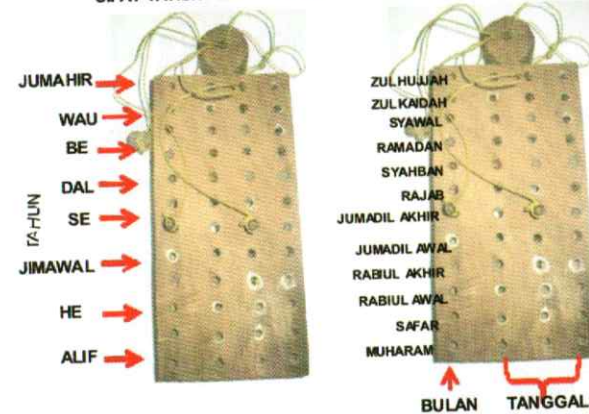 JUMAHIR
WAU
BE
DAL
SE
JIMAWAL
HE
ALIF
TAHUN
ZULHUJJAH
ZULKAIDAH
SYAWAL
RAMADAN
SYAHBAN
RAJAB
JUMADIL AKHIR
JUMADIL AWAL
RABIUL AKHIR
RABIUL AWAL
SAFAR
MUHARAM
BULAN
TANGGAL